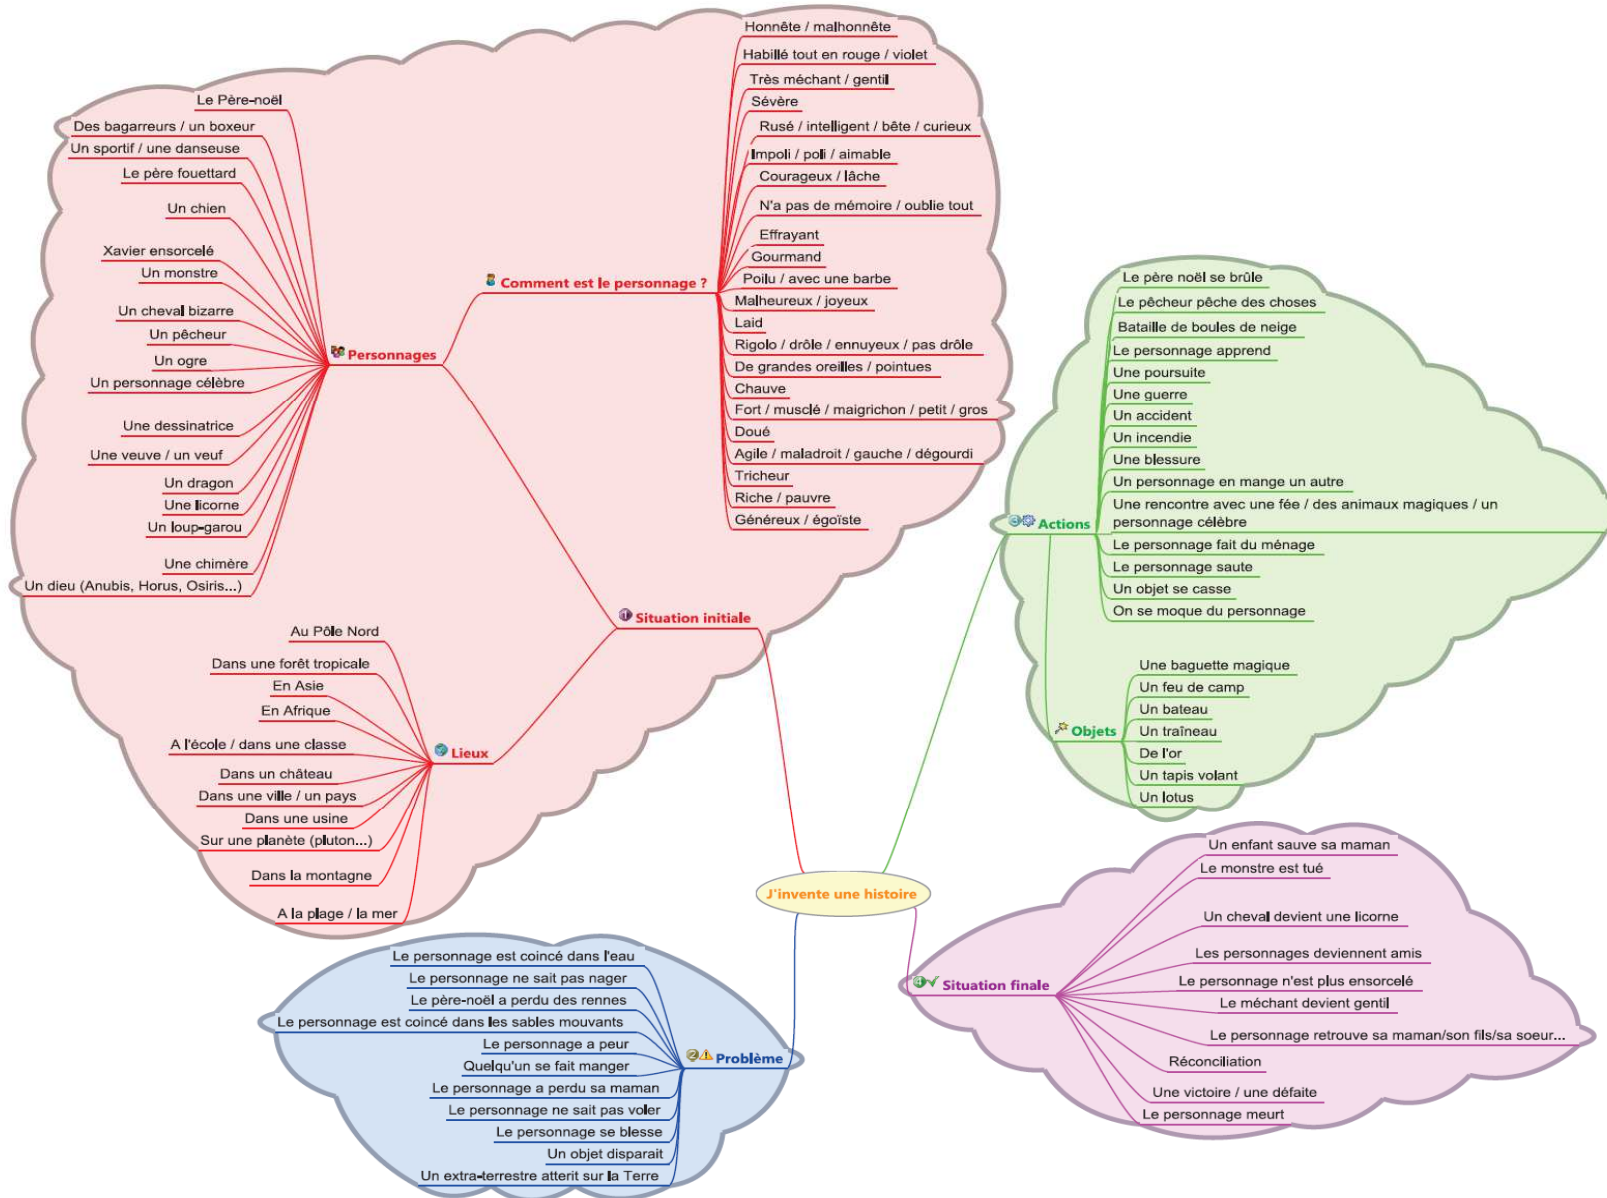 J'invente une histoire
Situation initiale
Personnages
Le Père-noël
Des bagarreurs / un boxeur
Un sportif / une danseuse
Le père fouettard
Un chien
Xavier ensorcelé
Un monstre
Un cheval bizarre
Un pêcheur
Un ogre
Un personnage célèbre
Une dessinatrice
Une veuve / un veuf
Un dragon
Une licorne
Un loup-garou
Une chimère
Un dieu (Anubis, Horus, Osiris...)
Comment est le personnage ?
Honnête / malhonnête
Habillé tout en rouge / violet
Très méchant / gentil
Sévère
Rusé / intelligent / bête / curieux
Impoli / poli / aimable
Courageux / lâche
N'a pas de mémoire / oublie tout
Effrayant
Gourmand
Poilu / avec une barbe
Malheureux / joyeux
Laid
Rigolo / drôle / ennuyeux / pas drôle
De grandes oreilles / pointues
Chauve
Fort / musclé / maigrichon / petit / gros
Doué
Agile / maladroit / gauche / dégourdi
Tricheur
Riche / pauvre
Généreux / égoïste
Lieux
Au Pôle Nord
Dans une forêt tropicale
En Asie
En Afrique
A l'école / dans une classe
Dans un château
Dans une ville / un pays
Dans une usine
Sur une planète (pluton...)
Dans la montagne
A la plage / la mer
2
Problème
Le personnage est coincé dans l'eau
Le personnage ne sait pas nager
Le père-noël a perdu des rennes
Le personnage est coincé dans les sables mouvants
Le personnage a peur
Quelqu'un se fait manger
Le personnage a perdu sa maman
Le personnage ne sait pas voler
Le personnage se blesse
Un objet disparait
Un extra-terrestre atterit sur la Terre
Actions
Le père noël se brûle
Le pêcheur pêche des choses
Bataille de boules de neige
Le personnage apprend
Une poursuite
Une guerre
Un accident
Un incendie
Une blessure
Un personnage en mange un autre
Une rencontre avec une fée / des animaux magiques / un
personnage célèbre
Le personnage fait du ménage
Le personnage saute
Un objet se casse
On se moque du personnage
Objets
Une baguette magique
Un feu de camp
Un bateau
Un traîneau
De l'or
Un tapis volant
Un lotus
Situation finale
Un enfant sauve sa maman
Le monstre est tué
Un cheval devient une licorne
Les personnages deviennent amis
Le personnage n'est plus ensorcelé
Le méchant devient gentil
Le personnage retrouve sa maman/son fils/sa soeur...
Réconciliation
Une victoire / une défaite
Le personnage meurt